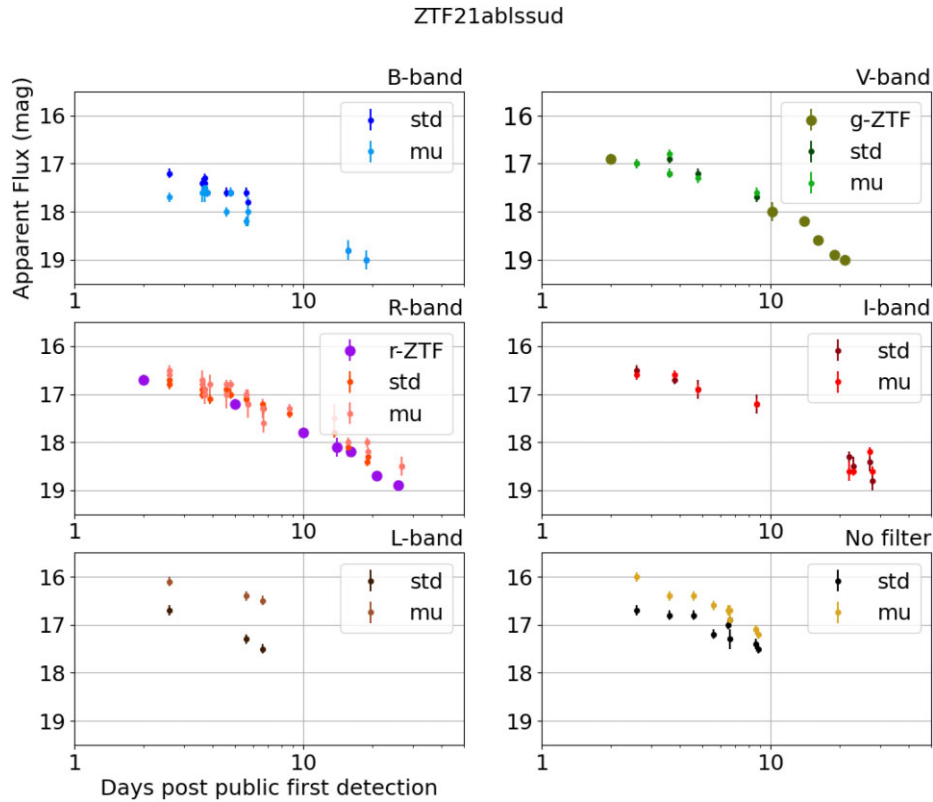 ZTF21ablssud
B-band
V-band
Apparent Flux (mag)
16
17
18
19
1
10
std
mu
16
17
18
19
1
10
g-ZTF
std
mu
R-band
I-band
16
17
18
19
1
10
r-ZTF
std
mu
16
17
18
19
1
10
std
mu
L-band
No filter
16
17
18
19
1
10
std
mu
16
17
18
19
1
10
std
mu
Days post public first detection